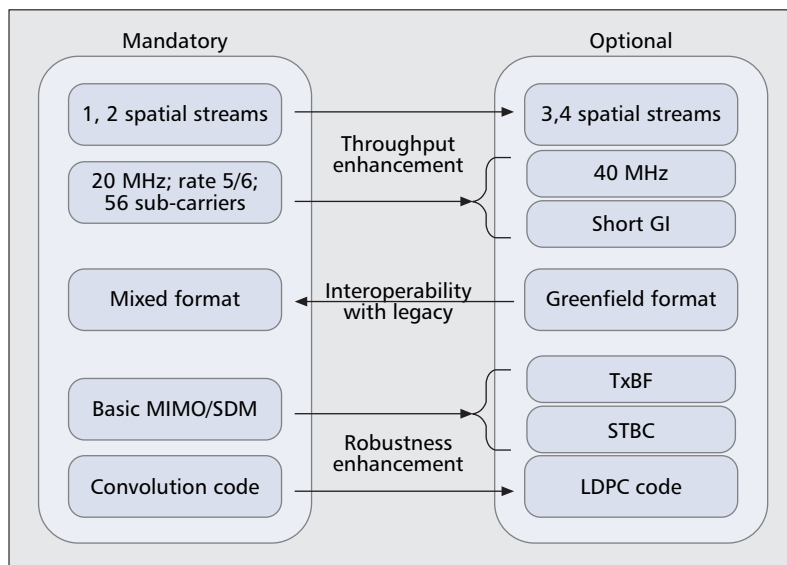 Mandatory
Optional
1, 2 spatial streams
3,4 spatial streams
Throughput
enhancement
20 MHz; rate 5/6;
56 sub-carriers
40 MHz
Short GI
Mixed format
Interoperability
with legacy
Greenfield format
Basic MIMO/SDM
TxBF
STBC
Robustness
enhancement
Convolution code
LDPC code